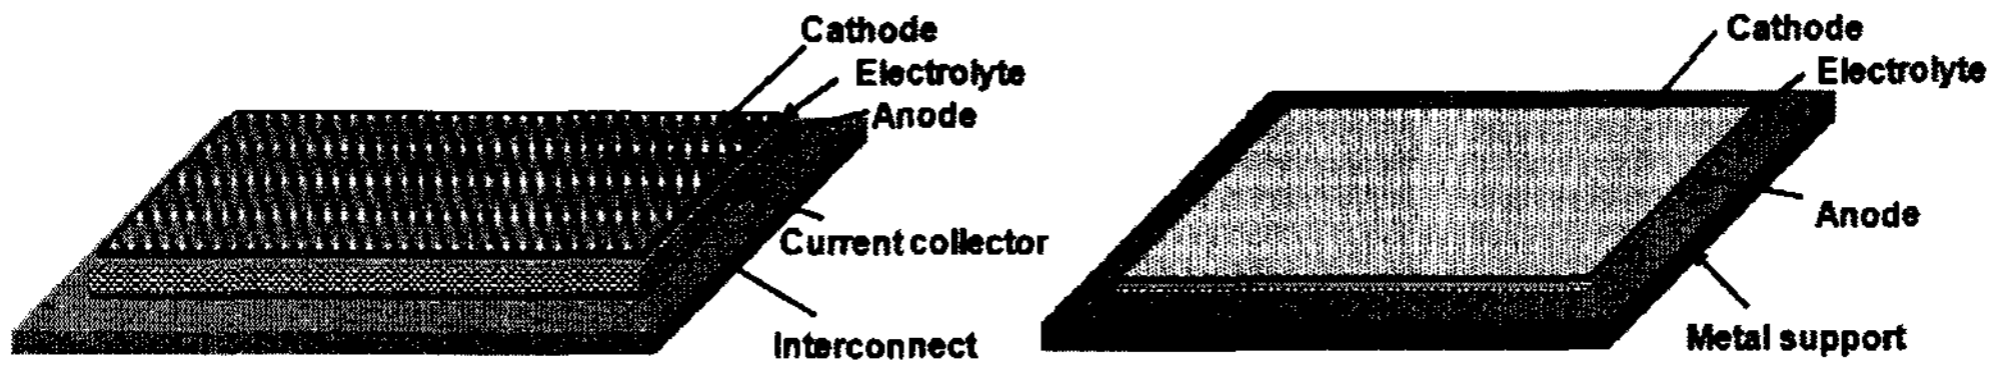 Cathode
Electrolyte
Anode
Current collector
Interconnect
Cathode
Electrolyte
Anode
Metal support